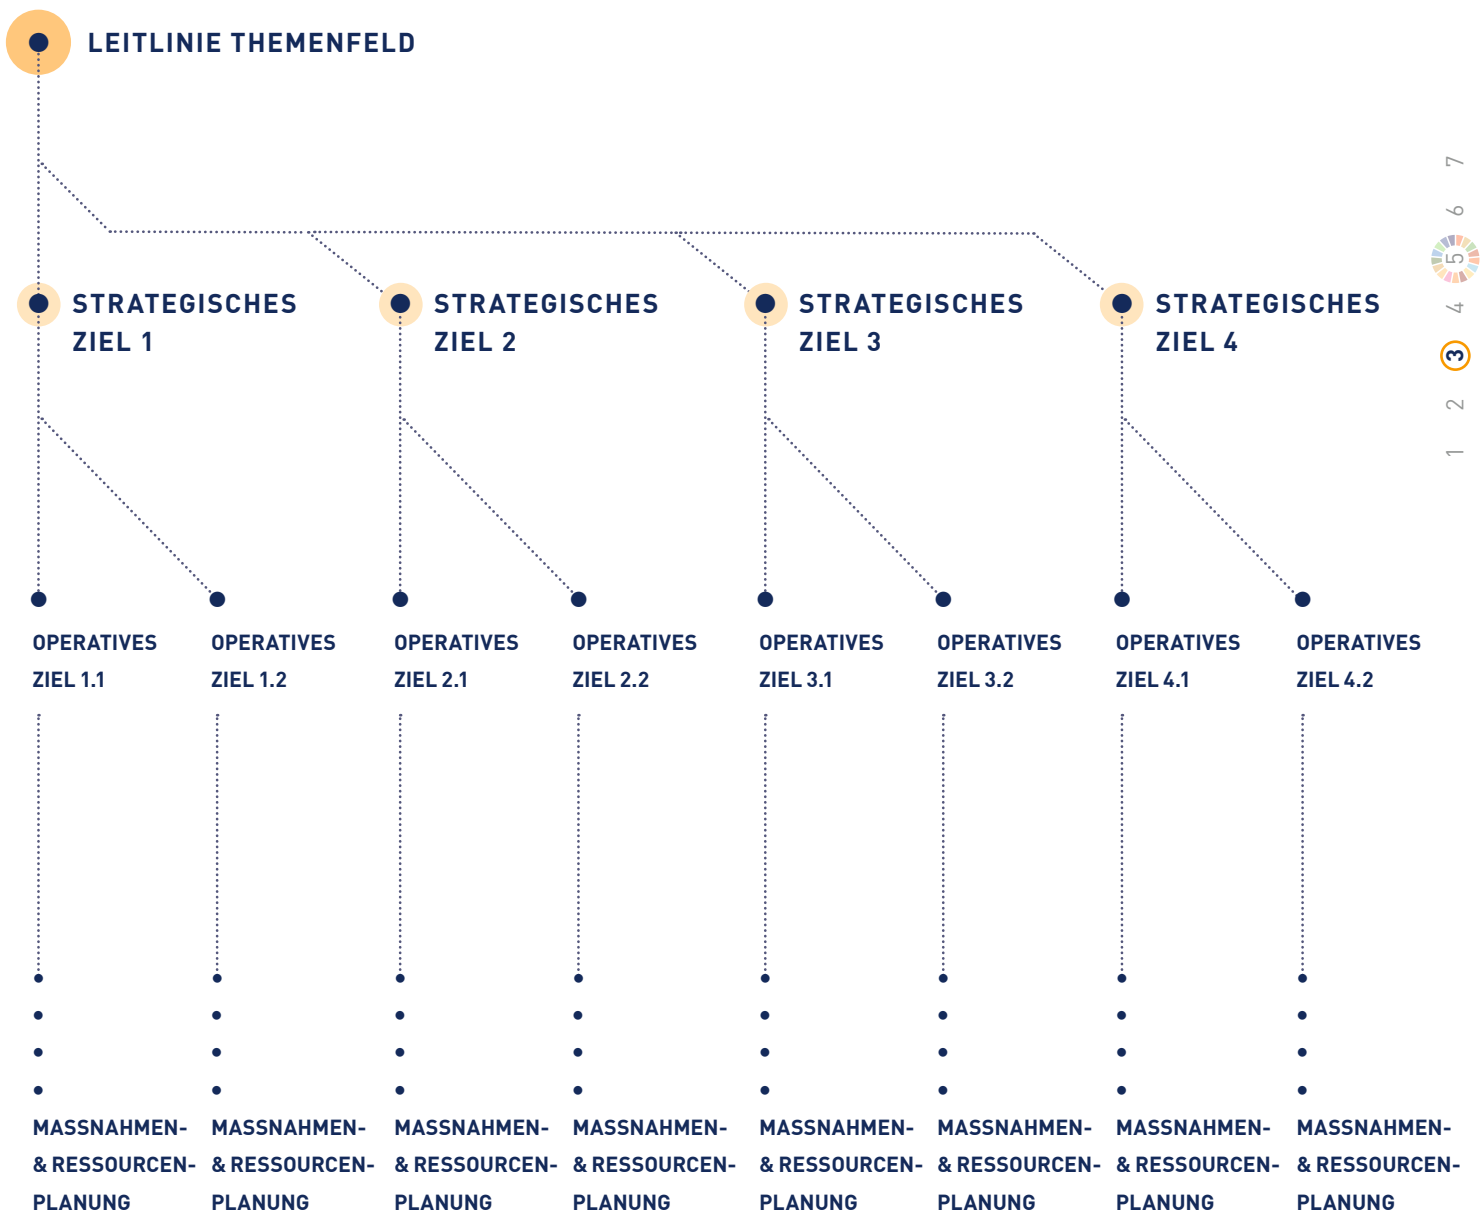 LEITLINIE THEMENFELD
7
6
5
4
3
2
1
STRATEGISCHES
ZIEL 1
STRATEGISCHES
ZIEL 2
STRATEGISCHES
ZIEL 3
STRATEGISCHES
ZIEL 4
OPERATIVES
ZIEL 1.1
OPERATIVES
ZIEL 1.2
OPERATIVES
ZIEL 2.1
OPERATIVES
ZIEL 2.2
OPERATIVES
ZIEL 3.1
OPERATIVES
ZIEL 3.2
OPERATIVES
ZIEL 4.1
OPERATIVES
ZIEL 4.2
MASSNAHMEN-
& RESSOURCEN-
PLANUNG
MASSNAHMEN-
& RESSOURCEN-
PLANUNG
MASSNAHMEN-
& RESSOURCEN-
PLANUNG
MASSNAHMEN-
& RESSOURCEN-
PLANUNG
MASSNAHMEN-
& RESSOURCEN-
PLANUNG
MASSNAHMEN-
& RESSOURCEN-
PLANUNG
MASSNAHMEN-
& RESSOURCEN-
PLANUNG
MASSNAHMEN-
& RESSOURCEN-
PLANUNG